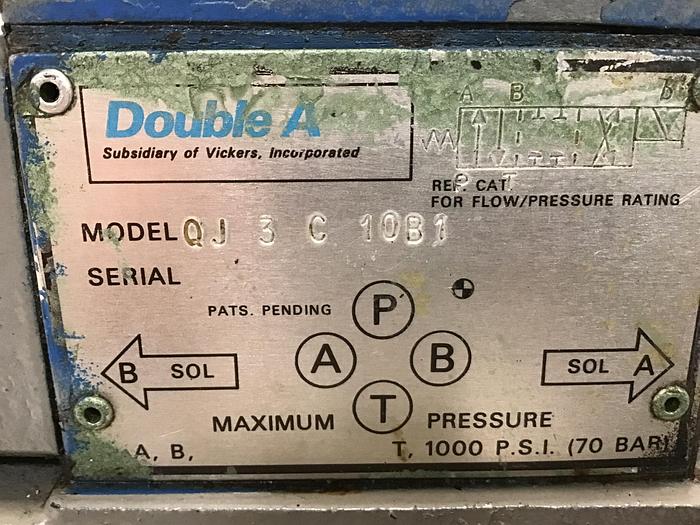 Double A
Subsidiary of Vickers, Incorporated
A B
P T
REF. CAT.
FOR FLOW/PRESSURE RATING
MODEL QJ 3 C 10B1
SERIAL
PATS. PENDING
P
A B
T
B SOL
SOL A
MAXIMUM PRESSURE
A, B, T, 1000 P.S.I. (70 BAR)